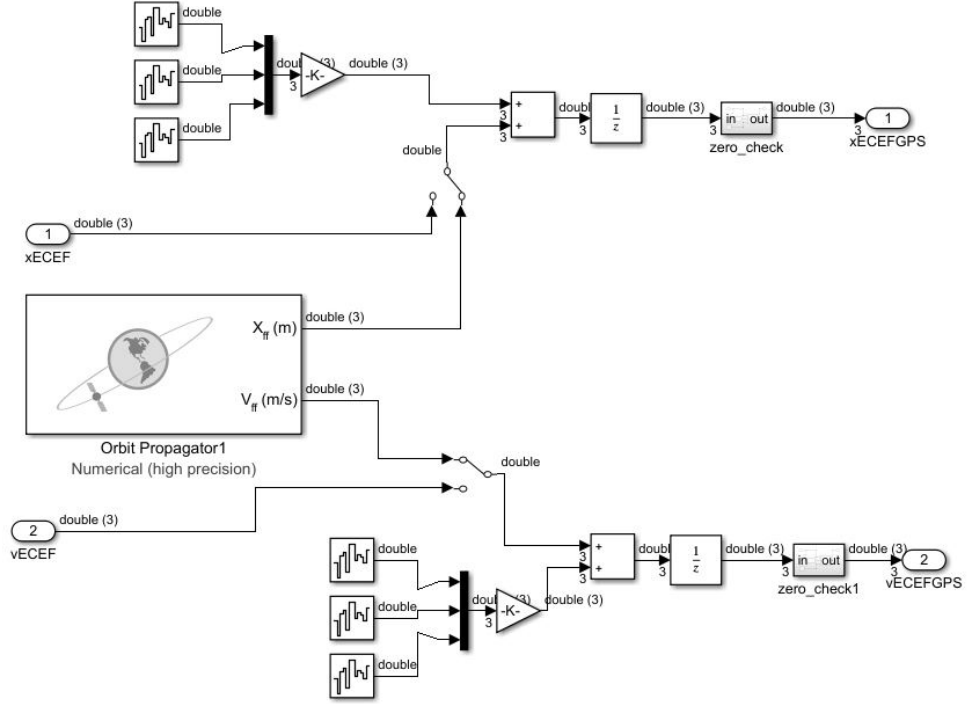 double
double
double
double (3)
3
-K-
double (3)
3
+
3
+
double
3
1
z
double (3)
3
in out
zero_check
double (3)
3
1
xECEFGPS
double
1
xECEF
double (3)
X_ff (m)
double (3)
V_ff (m/s)
double (3)
Orbit Propagator1
Numerical (high precision)
double
2
vECEF
double (3)
double
double
double
double (3)
3
-K-
double (3)
3
+
3
+
double
3
1
z
double (3)
3
in out
zero_check1
double (3)
3
2
vECEFGPS